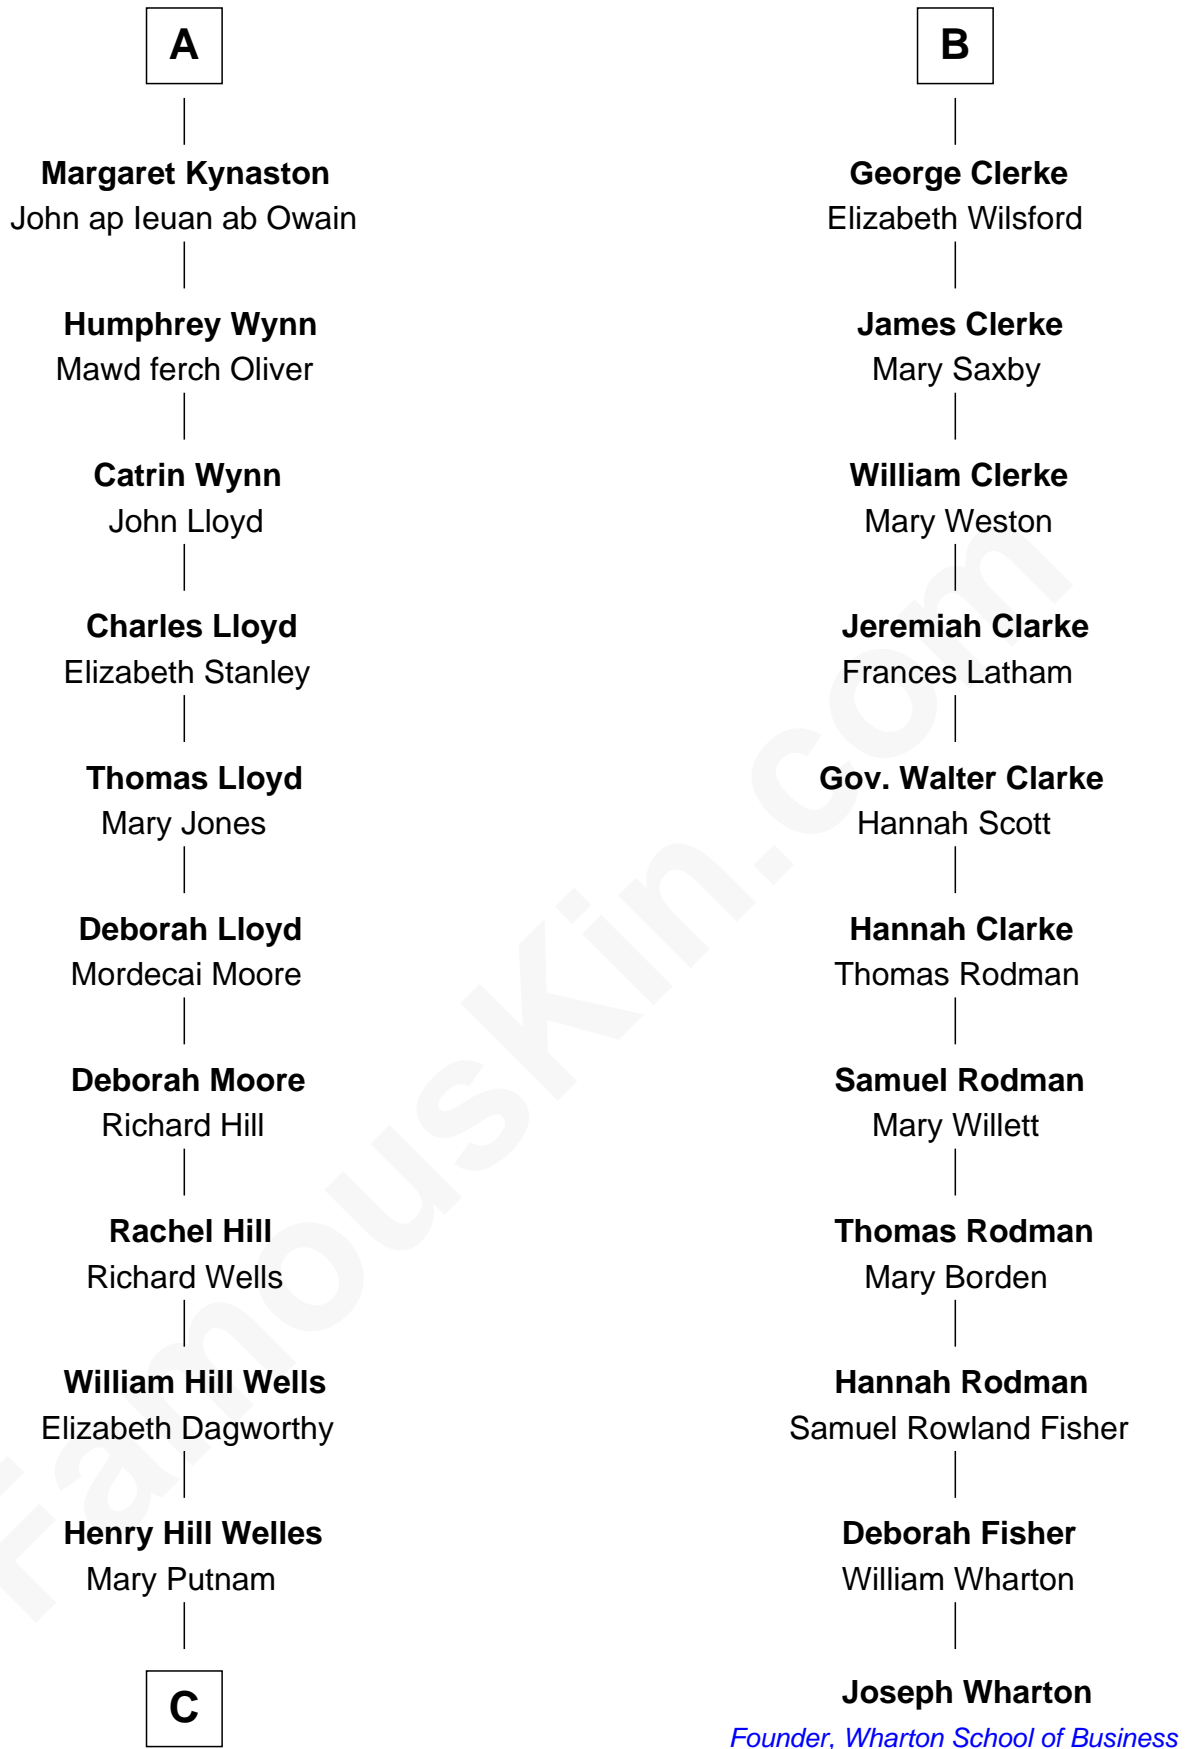 A
Margaret Kynaston
John ap Ieuan ab Owain
Humphrey Wynn
Mawd ferch Oliver
Catrin Wynn
John Lloyd
Charles Lloyd
Elizabeth Stanley
Thomas Lloyd
Mary Jones
Deborah Lloyd
Mordecai Moore
Deborah Moore
Richard Hill
Rachel Hill
Richard Wells
William Hill Wells
Elizabeth Dagworthy
Henry Hill Welles
Mary Putnam
C
B
George Clerke
Elizabeth Wilsford
James Clerke
Mary Saxby
William Clerke
Mary Weston
Jeremiah Clarke
Frances Latham
Gov. Walter Clarke
Hannah Scott
Hannah Clarke
Thomas Rodman
Samuel Rodman
Mary Willett
Thomas Rodman
Mary Borden
Hannah Rodman
Samuel Rowland Fisher
Deborah Fisher
William Wharton
Joseph Wharton
Founder, Wharton School of Business
FamousKin.com